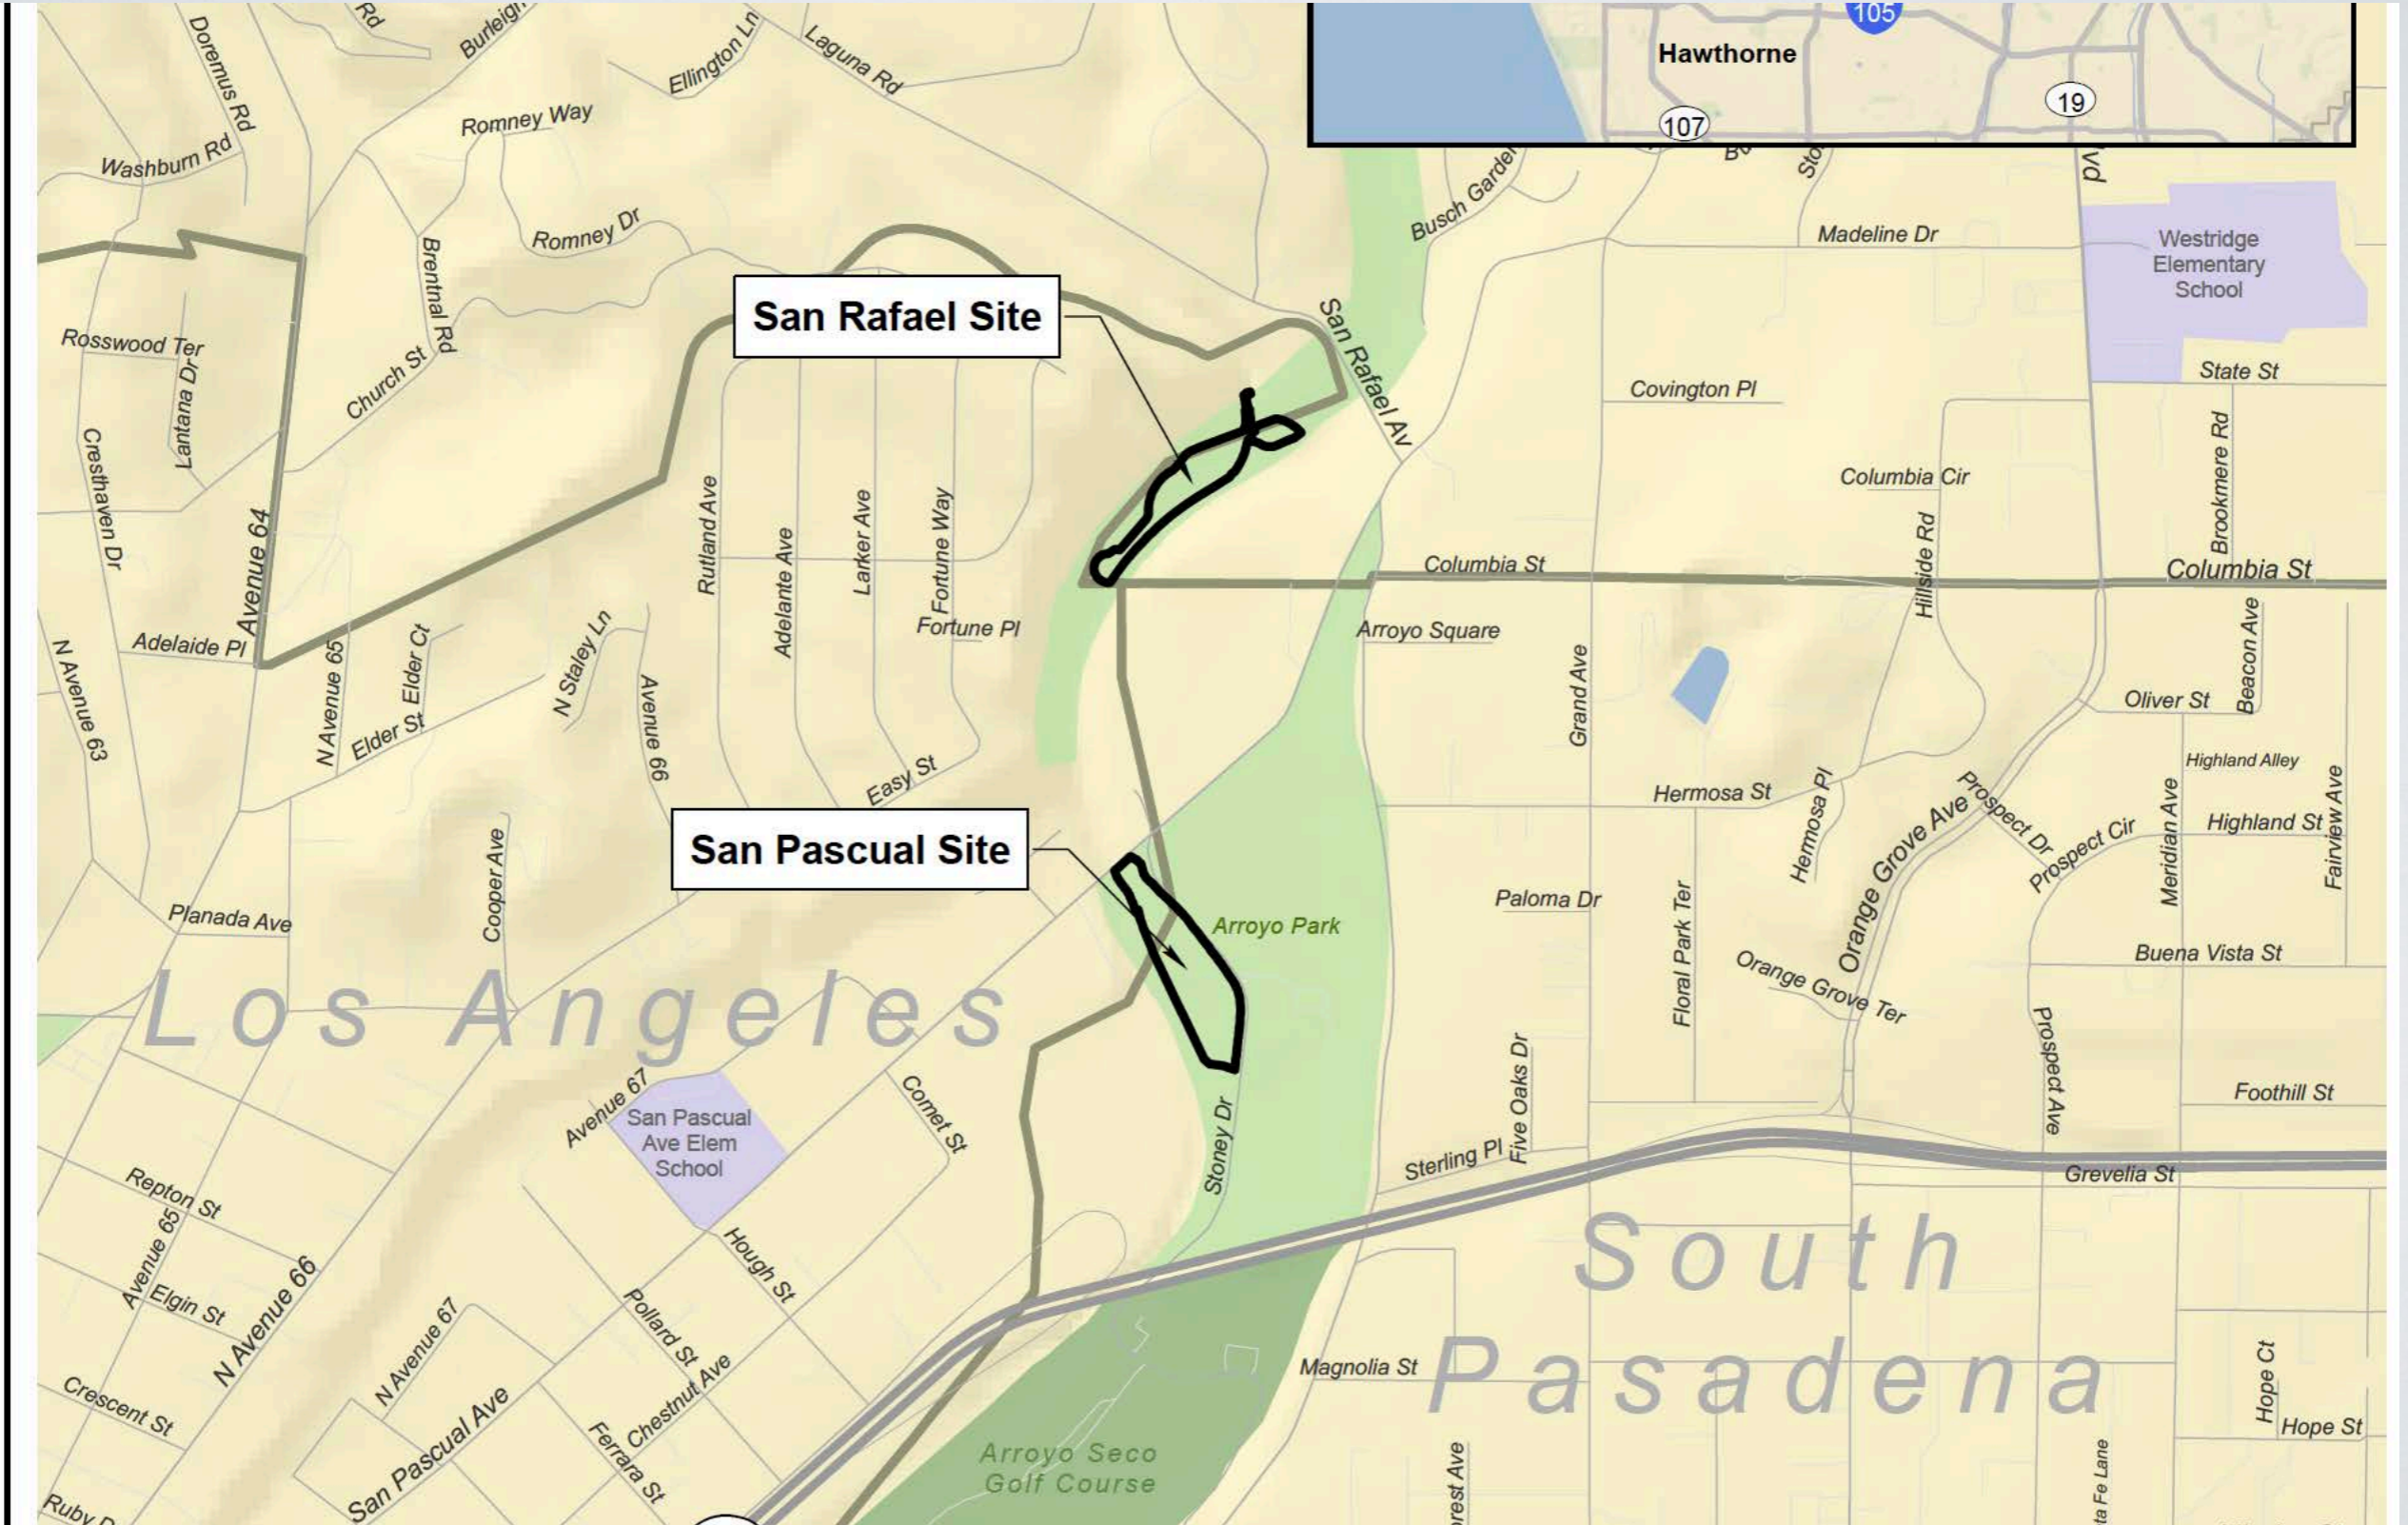 Rd
Burleigh
Doremus Rd
Ellington Ln
Laguna Rd
105
Hawthorne
19
107
Romney Way
Washburn Rd
Busch Garden
Madeline Dr
Westridge
Elementary
School
Romney Dr
Brentnal Rd
San Rafael Site
San Rafael Av
Rosswood Ter
Lantana Dr
Church St
State St
Covington Pl
Brookmere Rd
Cresthaven Dr
Columbia Cir
Rutland Ave
Adelante Ave
Larker Ave
Fortune Way
Avenue 64
Hillside Rd
Columbia St
Columbia St
Adelaide Pl
N Avenue 63
N Avenue 65
Elder Ct
Elder St
N Staley Ln
Avenue 66
Fortune Pl
Arroyo Square
Grand Ave
Beacon Ave
Oliver St
Highland Alley
Easy St
Hermosa St
Hermosa Pl
Prospect Dr
Prospect Cir
Meridian Ave
Highland St
Fairview Ave
San Pascual Site
Orange Grove Ave
Cooper Ave
Planada Ave
Arroyo Park
Paloma Dr
Floral Park Ter
Orange Grove Ter
Buena Vista St
Los Angeles
Prospect Ave
Five Oaks Dr
Foothill St
Avenue 67
San Pascual
Ave Elem
School
Comet St
Stoney Dr
Sterling Pl
Grevelia St
Repton St
Avenue 65
Elgin St
N Avenue 66
Hough St
South
Pasadena
Pollard St
N Avenue 67
Chestnut Ave
Magnolia St
Hope Ct
Hope St
Crescent St
San Pascual Ave
Ferrara St
Arroyo Seco
Golf Course
Ruby D
rest Ave
ta Fe Lane